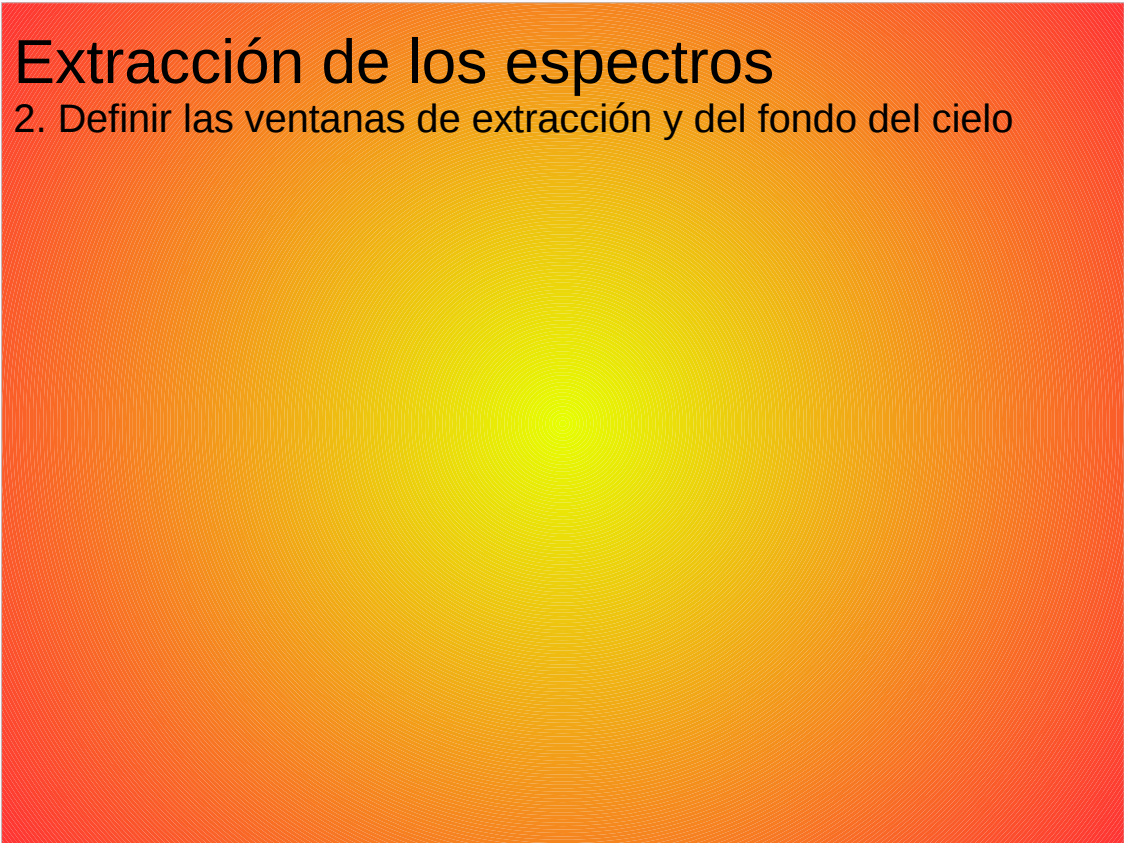 Extracción de los espectros
2. Definir las ventanas de extracción y del fondo del cielo